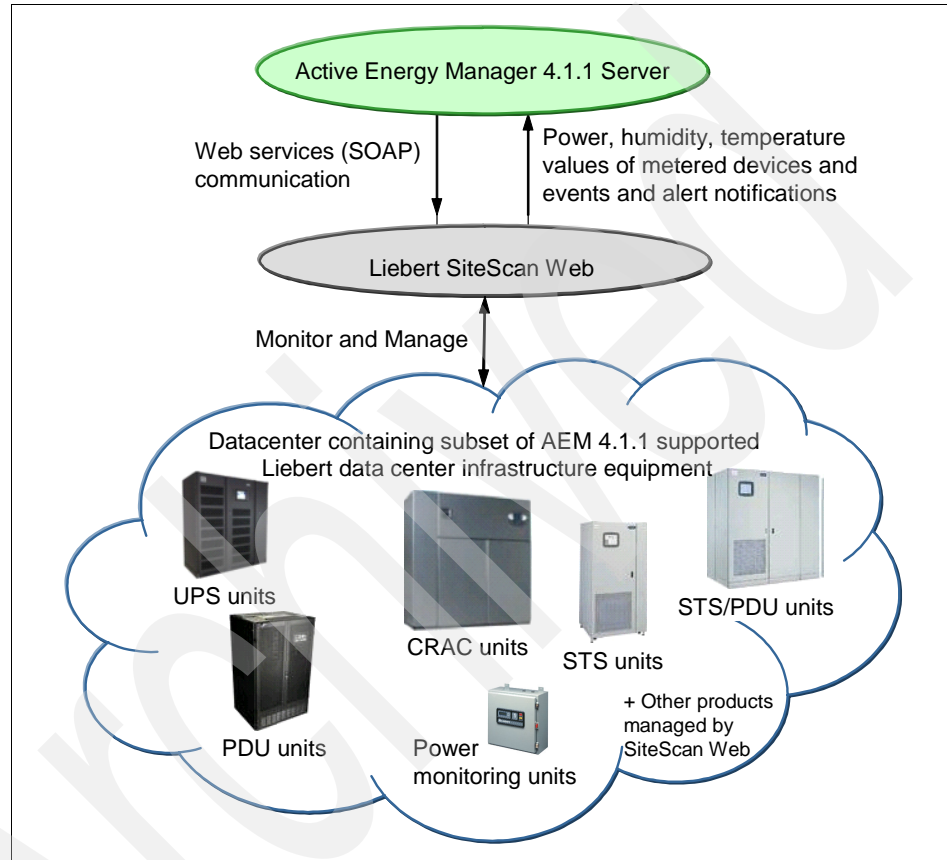 Active Energy Manager 4.1.1 Server
Web services (SOAP)
communication
Power, humidity, temperature
values of metered devices and
events and alert notifications
Liebert SiteScan Web
Monitor and Manage
Datacenter containing subset of AEM 4.1.1 supported
Liebert data center infrastructure equipment
UPS units
CRAC units
STS units
STS/PDU units
PDU units
Power
monitoring units
+ Other products
managed by
SiteScan Web
Archived